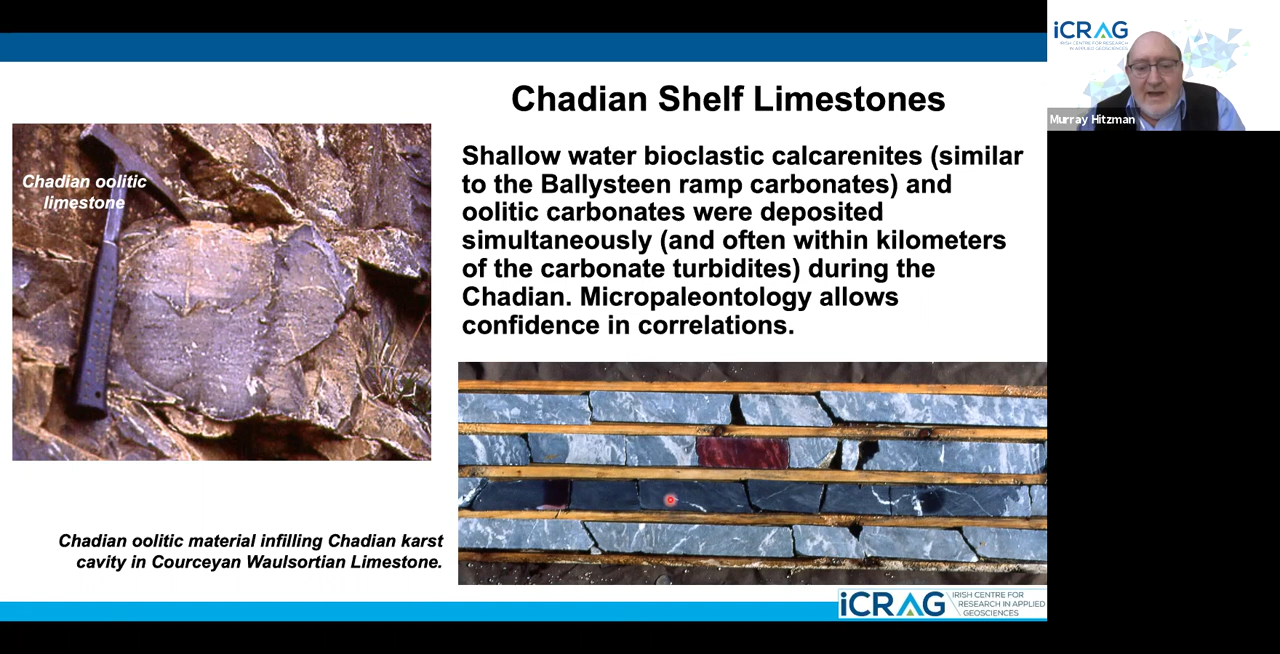 Chadian Shelf Limestones
Chadian oolitic
limestone
Shallow water bioclastic calcarenites (similar
to the Ballysteen ramp carbonates) and
oolitic carbonates were deposited
simultaneously (and often within kilometers
of the carbonate turbidites) during the
Chadian. Micropaleontology allows
confidence in correlations.
Chadian oolitic material infilling Chadian karst
cavity in Courceyan Waulsortian Limestone.
iCRAG
IRISH CENTRE FOR
RESEARCH IN APPLIED
GEOSCIENCES
iCRAG
IRISH CENTRE FOR RESEARCH
IN APPLIED GEOSCIENCES
Murray Hitzman